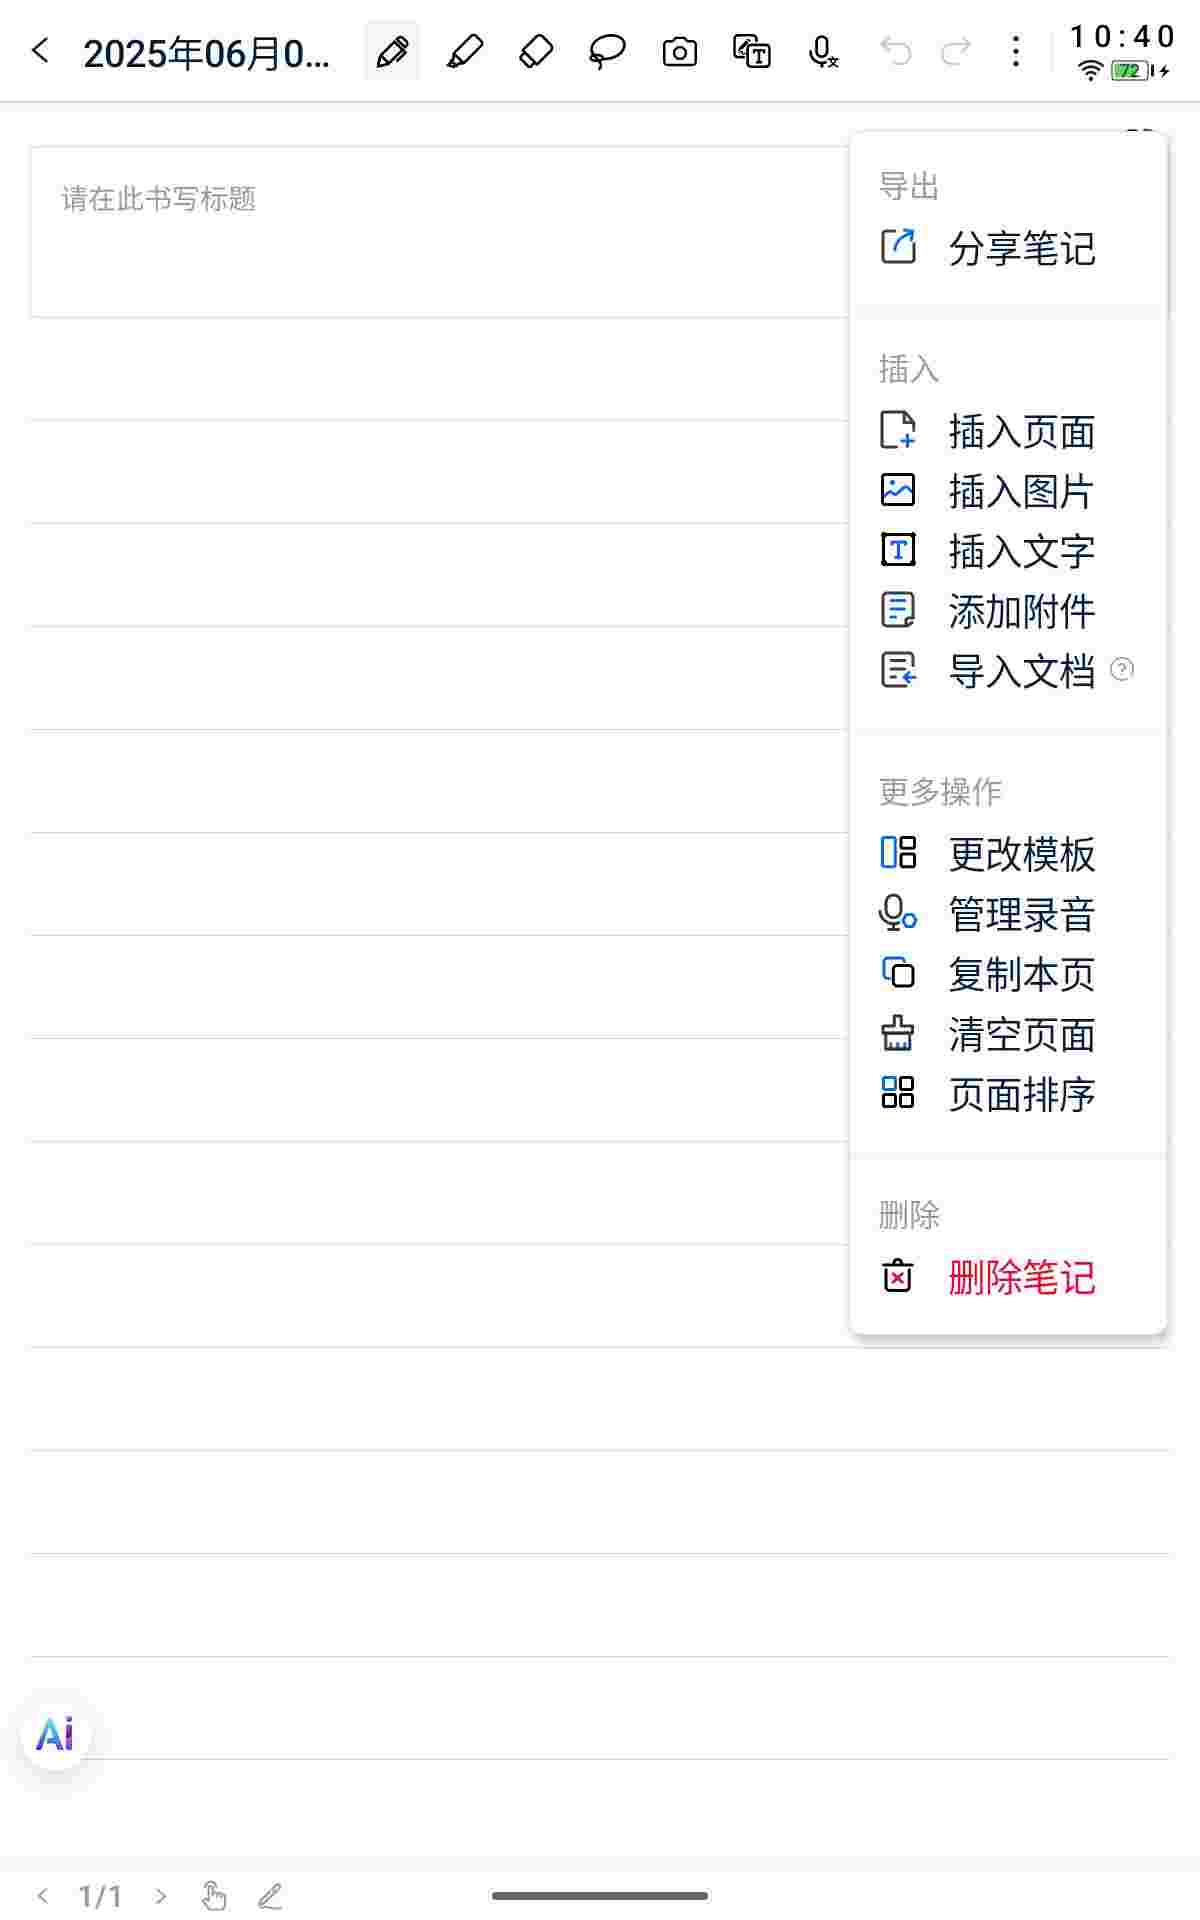 2025年06月0...
10:40
72
请在此书写标题
导出
分享笔记
插入
插入页面
插入图片
插入文字
添加附件
导入文档
更多操作
更改模板
管理录音
复制本页
清空页面
页面排序
删除
删除笔记
Ai
1/1